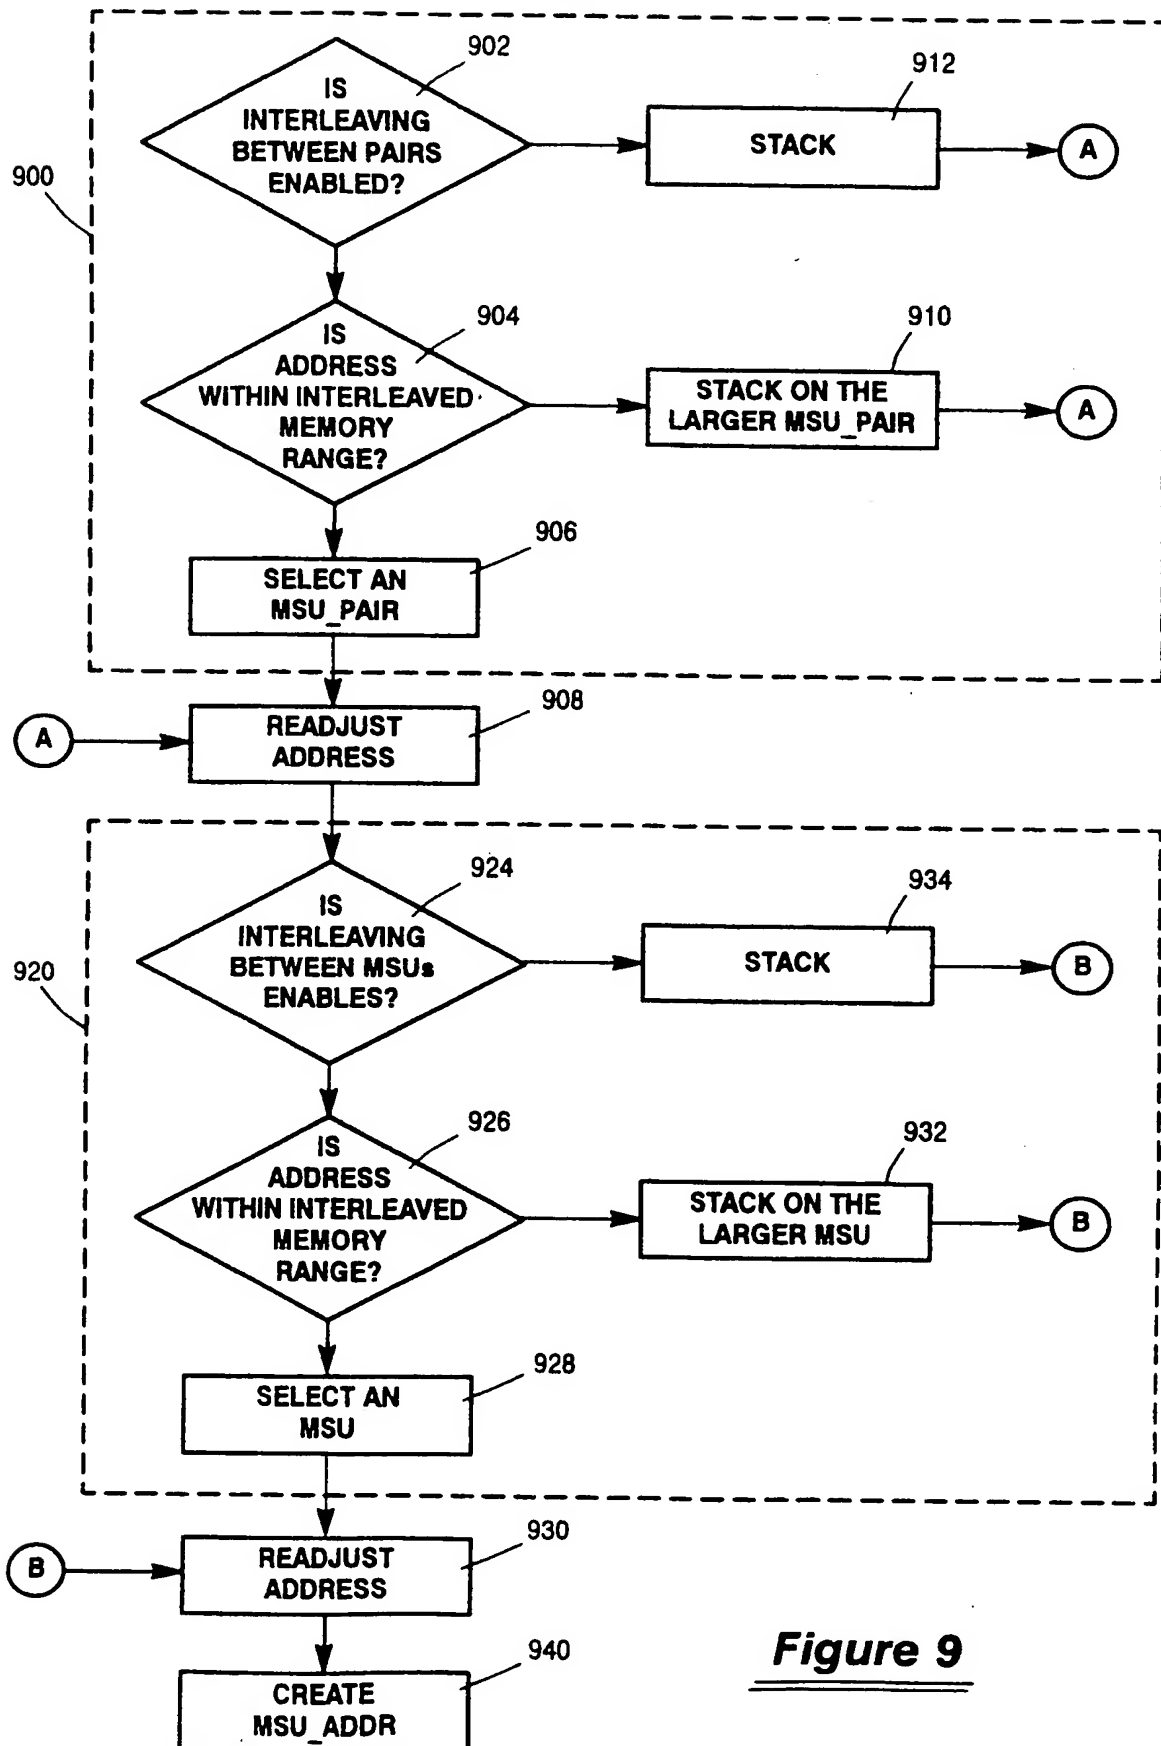 900
902
IS
INTERLEAVING
BETWEEN PAIRS
ENABLED?
912
STACK
A
904
IS
ADDRESS
WITHIN INTERLEAVED
MEMORY
RANGE?
910
STACK ON THE
LARGER MSU_PAIR
A
906
SELECT AN
MSU_PAIR
A
908
READJUST
ADDRESS
920
924
IS
INTERLEAVING
BETWEEN MSUs
ENABLES?
934
STACK
B
926
IS
ADDRESS
WITHIN INTERLEAVED
MEMORY
RANGE?
932
STACK ON THE
LARGER MSU
B
928
SELECT AN
MSU
B
930
READJUST
ADDRESS
940
CREATE
MSU_ADDR
Figure 9